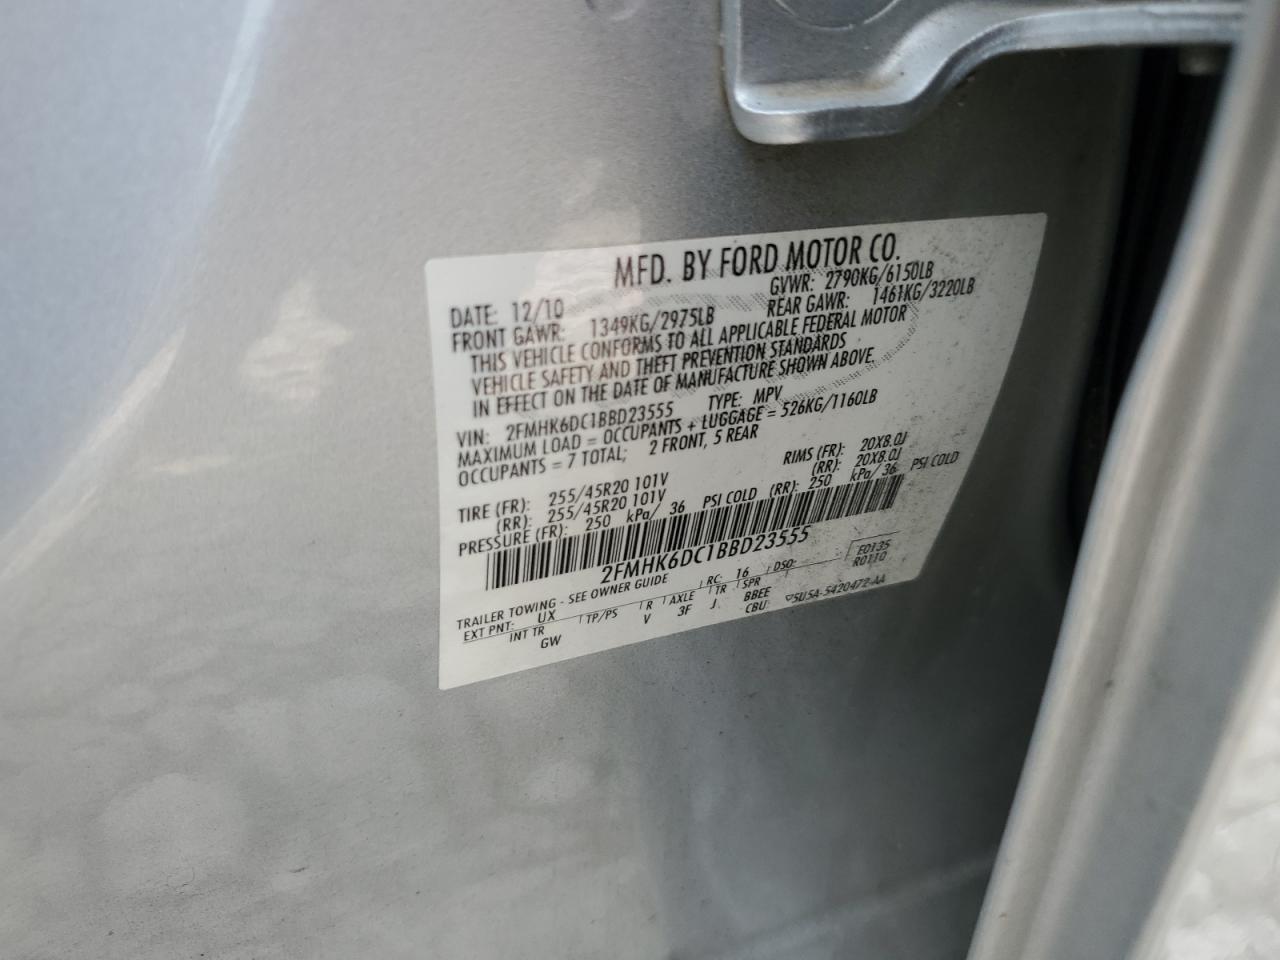 MFD. BY FORD MOTOR CO.
DATE: 12/10 GVWR: 2790KG/6150LB
FRONT GAWR: 1349KG/2975LB REAR GAWR: 1461KG/3220LB
THIS VEHICLE CONFORMS TO ALL APPLICABLE FEDERAL MOTOR
VEHICLE SAFETY AND THEFT PREVENTION STANDARDS
IN EFFECT ON THE DATE OF MANUFACTURE SHOWN ABOVE.
VIN: 2FMHK6DC1BBD23555 TYPE: MPV
MAXIMUM LOAD = OCCUPANTS + LUGGAGE = 526KG/1160LB
OCCUPANTS = 7 TOTAL; 2 FRONT, 5 REAR
TIRE (FR): 255/45R20 101V RIMS (FR): 20X8.0J
(RR): 255/45R20 101V (RR): 20X8.0J
PRESSURE (FR): 250 kPa/ 36 PSI COLD (RR): 250 kPa/ 36 PSI COLD
2FMHK6DC1BBD23555
TRAILER TOWING - SEE OWNER GUIDE RC: 16 DSO: E0135
R0110
EXT PNT: UX TP/PS R AXLE TR SPR
INT TR GW V 3F J BBEE
CBU: 5U5A-5420472-AA